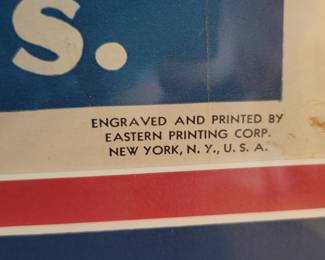 s.
ENGRAVED AND PRINTED BY
EASTERN PRINTING CORP.
NEW YORK, N. Y., U. S. A.